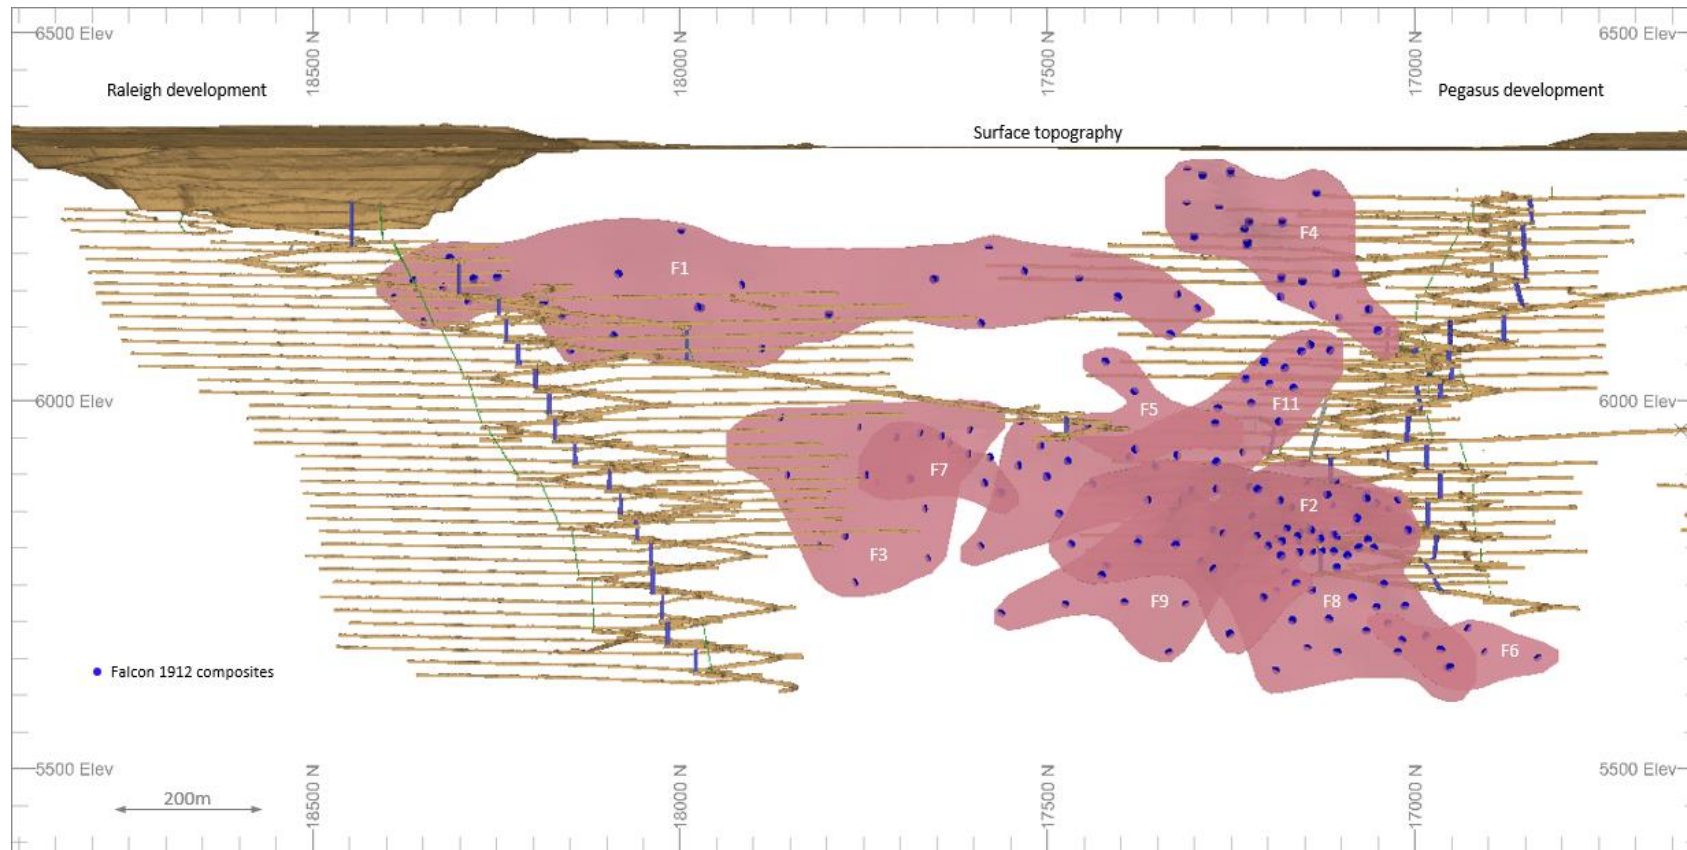 6500 Elev
18500 N
18000 N
17500 N
17000 N
6500 Elev
Raleigh development
Pegasus development
Surface topography
F4
F1
6000 Elev
6000 Elev
F5
F11
F7
F2
F3
F9
F8
F6
Falcon 1912 composites
5500 Elev
18500 N
18000 N
17500 N
17000 N
5500 Elev
200m